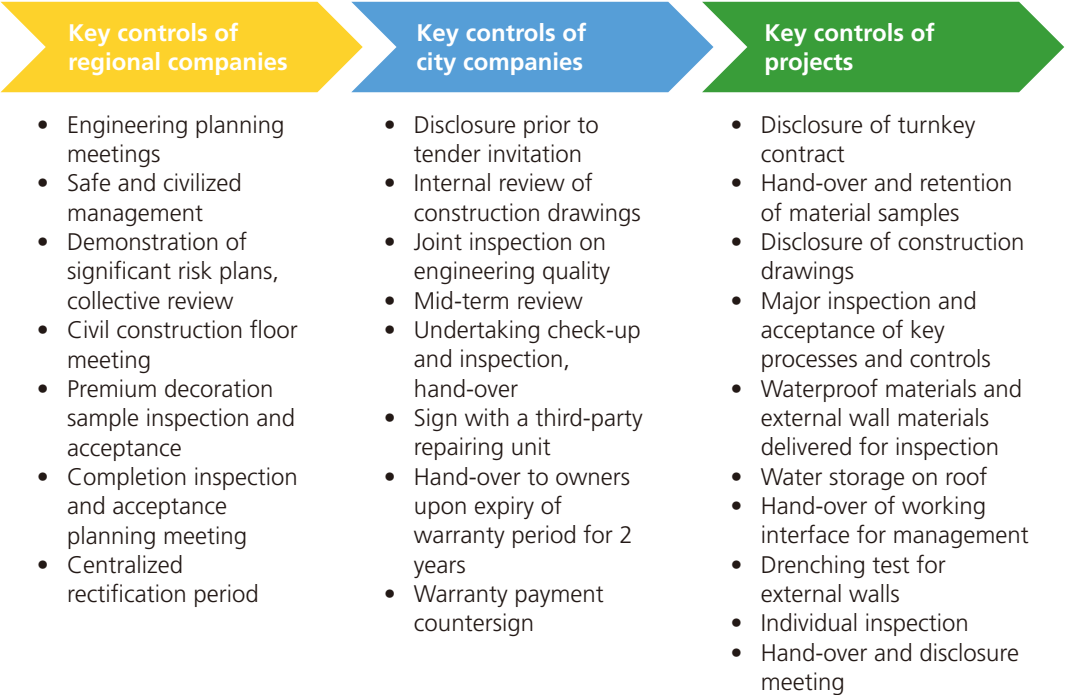 Key controls of
regional companies
• Engineering planning
meetings
• Safe and civilized
management
• Demonstration of
significant risk plans,
collective review
• Civil construction floor
meeting
• Premium decoration
sample inspection and
acceptance
• Completion inspection
and acceptance
planning meeting
• Centralized
rectification period
Key controls of
city companies
• Disclosure prior to
tender invitation
• Internal review of
construction drawings
• Joint inspection on
engineering quality
• Mid-term review
• Undertaking check-up
and inspection,
hand-over
• Sign with a third-party
repairing unit
• Hand-over to owners
upon expiry of
warranty period for 2
years
• Warranty payment
countersign
Key controls of
projects
• Disclosure of turnkey
contract
• Hand-over and retention
of material samples
• Disclosure of construction
drawings
• Major inspection and
acceptance of key
processes and controls
• Waterproof materials and
external wall materials
delivered for inspection
• Water storage on roof
• Hand-over of working
interface for management
• Drenching test for
external walls
• Individual inspection
• Hand-over and disclosure
meeting